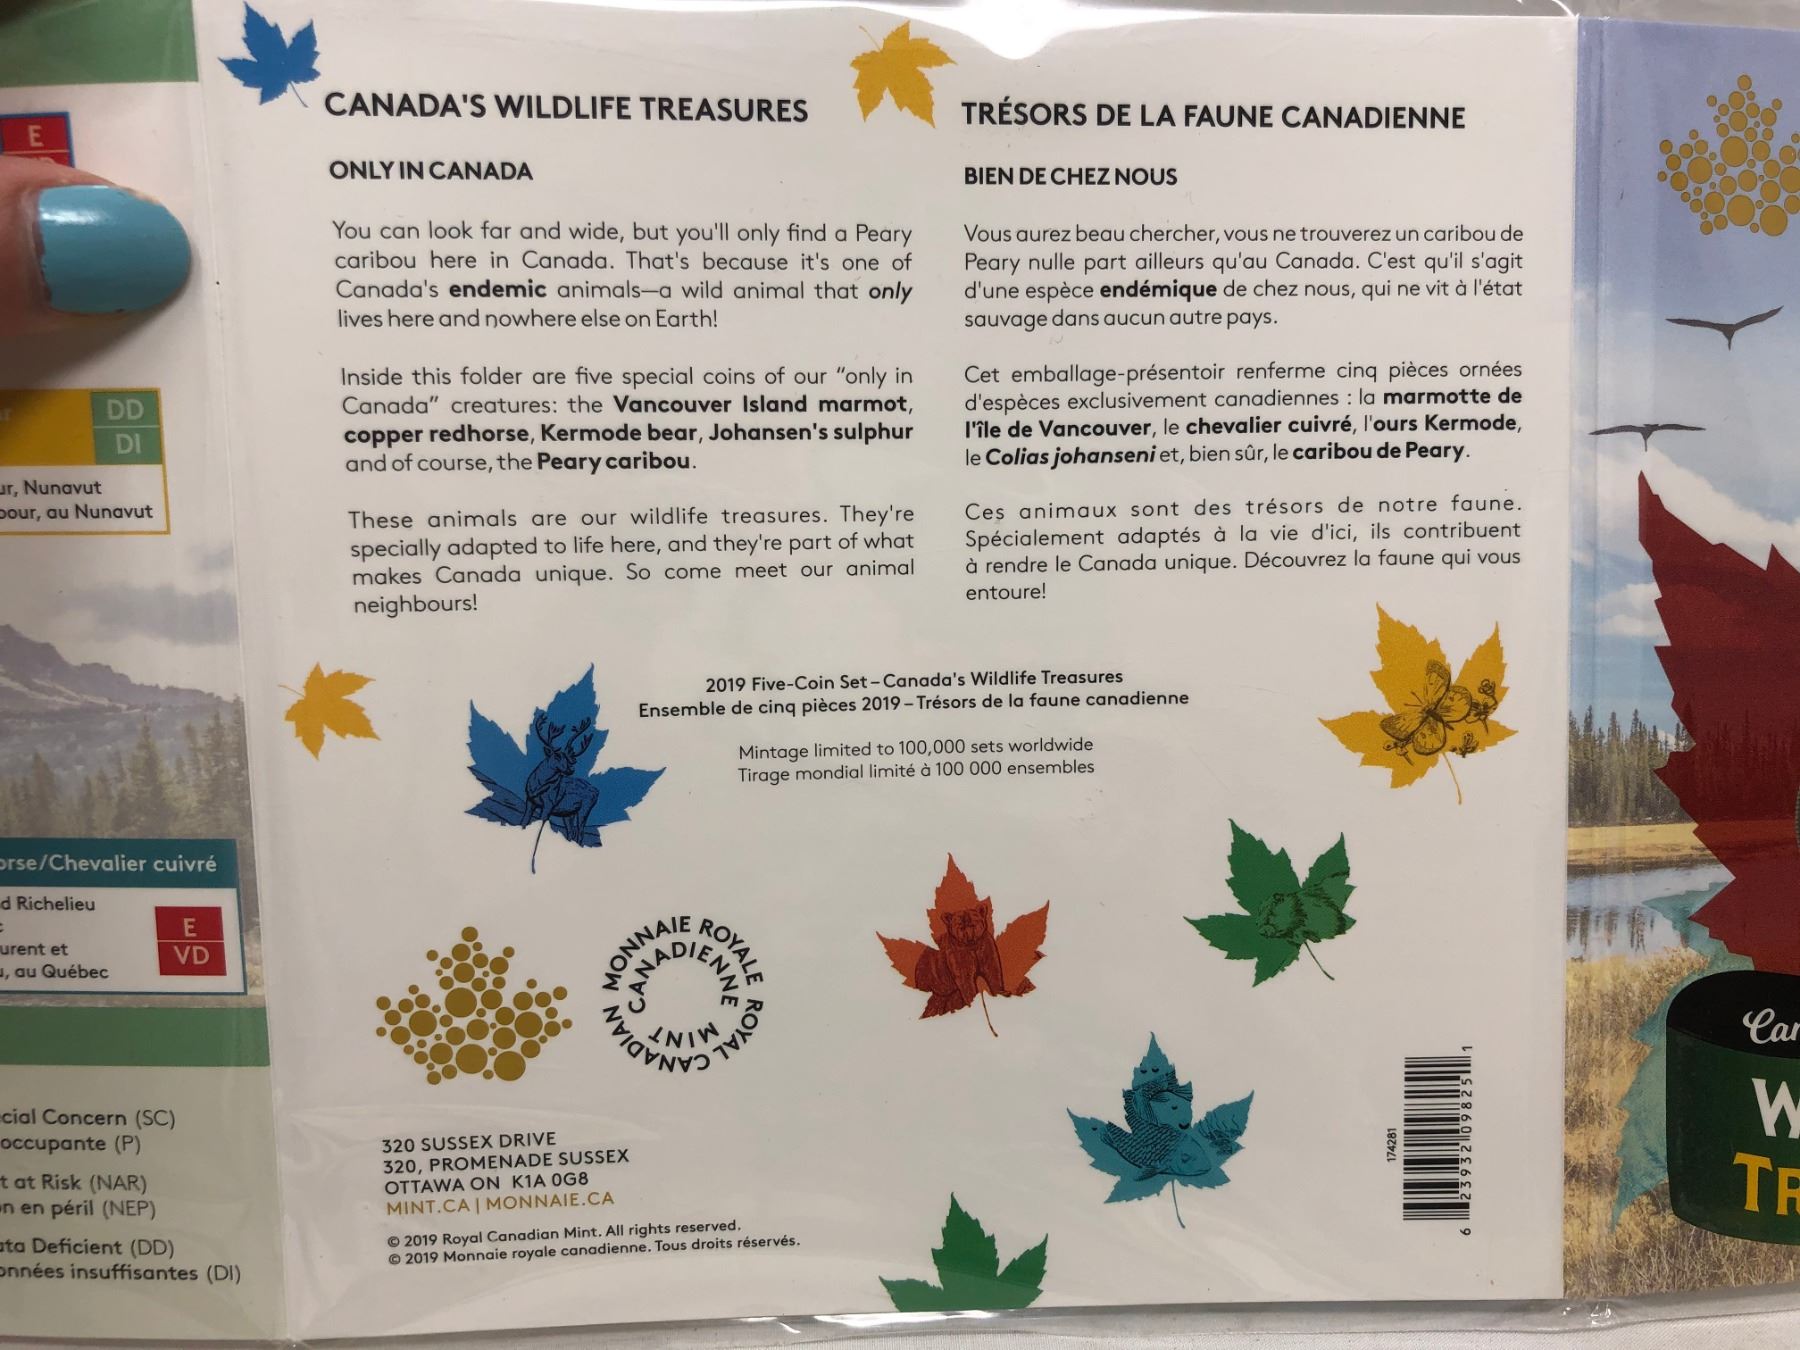 E
DD
DI
ur, Nunavut
pour, au Nunavut
orse/Chevalier cuivré
d Richelieu
urent et
u, au Québec
E
VD
cial Concern (SC)
occupante (P)
t at Risk (NAR)
n en péril (NEP)
ata Deficient (DD)
onnées insuffisantes (DI)
CANADA'S WILDLIFE TREASURES
ONLY IN CANADA
You can look far and wide, but you'll only find a Peary
caribou here in Canada. That's because it's one of
Canada's endemic animals—a wild animal that only
lives here and nowhere else on Earth!
Inside this folder are five special coins of our "only in
Canada" creatures: the Vancouver Island marmot,
copper redhorse, Kermode bear, Johansen's sulphur
and of course, the Peary caribou.
These animals are our wildlife treasures. They're
specially adapted to life here, and they're part of what
makes Canada unique. So come meet our animal
neighbours!
TRÉSORS DE LA FAUNE CANADIENNE
BIEN DE CHEZ NOUS
Vous aurez beau chercher, vous ne trouverez un caribou de
Peary nulle part ailleurs qu'au Canada. C'est qu'il s'agit
d'une espèce endémique de chez nous, qui ne vit à l'état
sauvage dans aucun autre pays.
Cet emballage-présentoir renferme cinq pièces ornées
d'espèces exclusivement canadiennes : la marmotte de
l'île de Vancouver, le chevalier cuivré, l'ours Kermode,
le Colias johanseni et, bien sûr, le caribou de Peary.
Ces animaux sont des trésors de notre faune.
Spécialement adaptés à la vie d'ici, ils contribuent
à rendre le Canada unique. Découvrez la faune qui vous
entoure!
2019 Five-Coin Set – Canada's Wildlife Treasures
Ensemble de cinq pièces 2019 – Trésors de la faune canadienne
Mintage limited to 100,000 sets worldwide
Tirage mondial limité à 100 000 ensembles
MONNAIE ROYALE CANADIENNE
ROYAL CANADIAN MINT
320 SUSSEX DRIVE
320, PROMENADE SUSSEX
OTTAWA ON K1A 0G8
MINT.CA | MONNAIE.CA
© 2019 Royal Canadian Mint. All rights reserved.
© 2019 Monnaie royale canadienne. Tous droits réservés.
174281
6 23932 09825 1
Can
W
TR